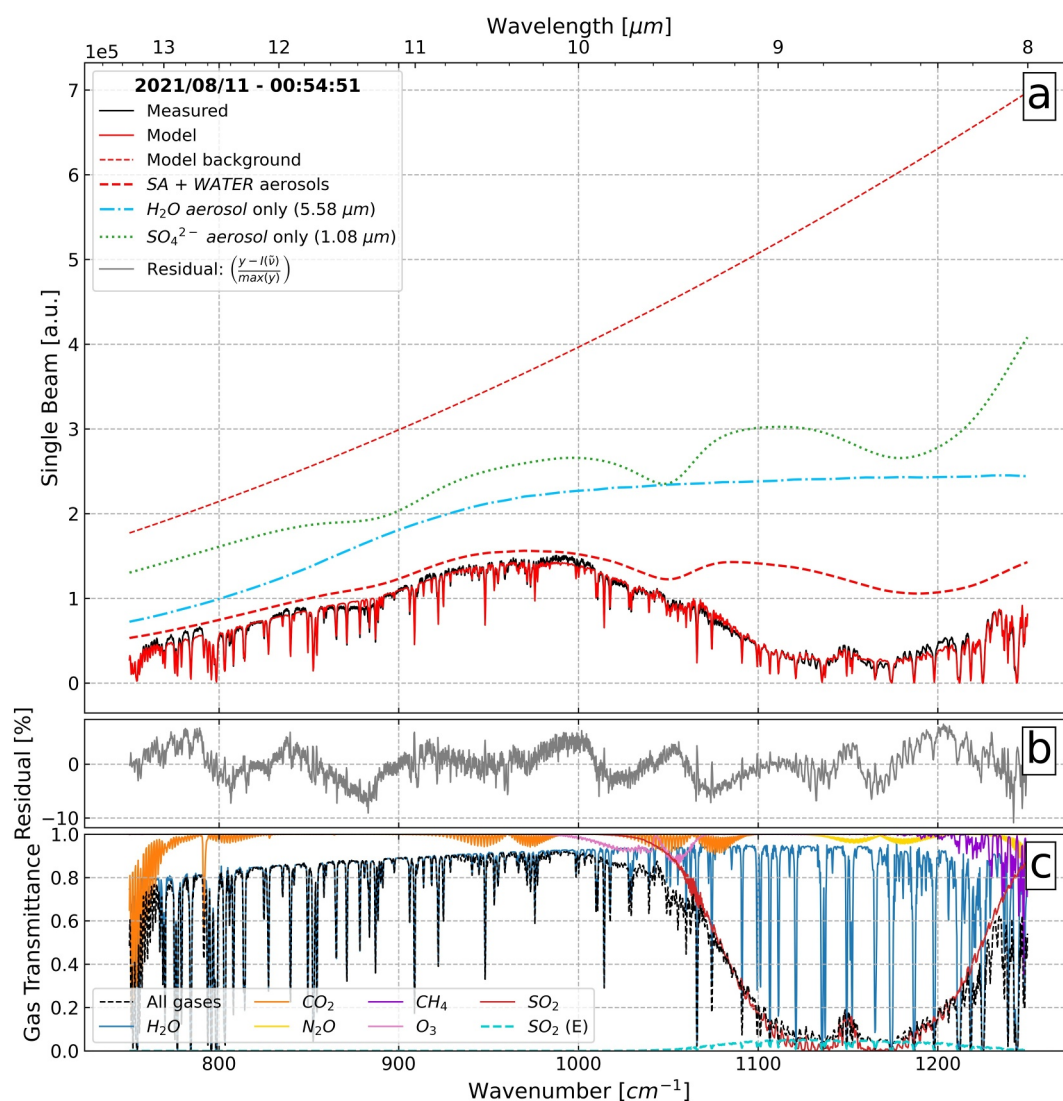 Wavelength [μm]
13 12 11 10 9 8
1e5
a
2021/08/11 - 00:54:51
Measured
Model
Model background
SA + WATER aerosols
H₂O aerosol only (5.58 μm)
SO₄²⁻ aerosol only (1.08 μm)
Residual: ((y − I(ν̃))/max(y))
Single Beam [a.u.]
7
6
5
4
3
2
1
0
b
Residual [%]
0
−10
c
Gas Transmittance
1.0
0.8
0.6
0.4
0.2
0.0
All gases CO₂ CH₄ SO₂
H₂O N₂O O₃ SO₂ (E)
800 900 1000 1100 1200
Wavenumber [cm⁻¹]